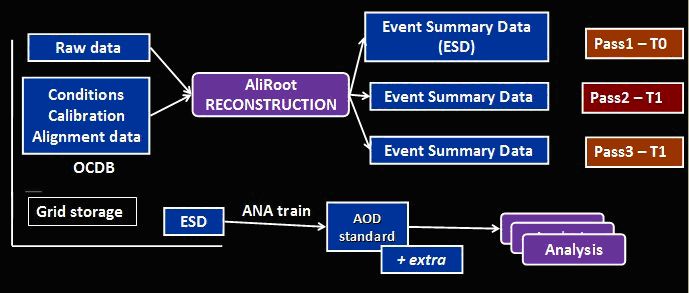 Raw data
Conditions
Calibration
Alignment data
OCDB
AliRoot
RECONSTRUCTION
Event Summary Data
(ESD)
Pass1 – T0
Event Summary Data
Pass2 – T1
Event Summary Data
Pass3 – T1
Grid storage
ESD
ANA train
AOD
standard
+ extra
Analysis